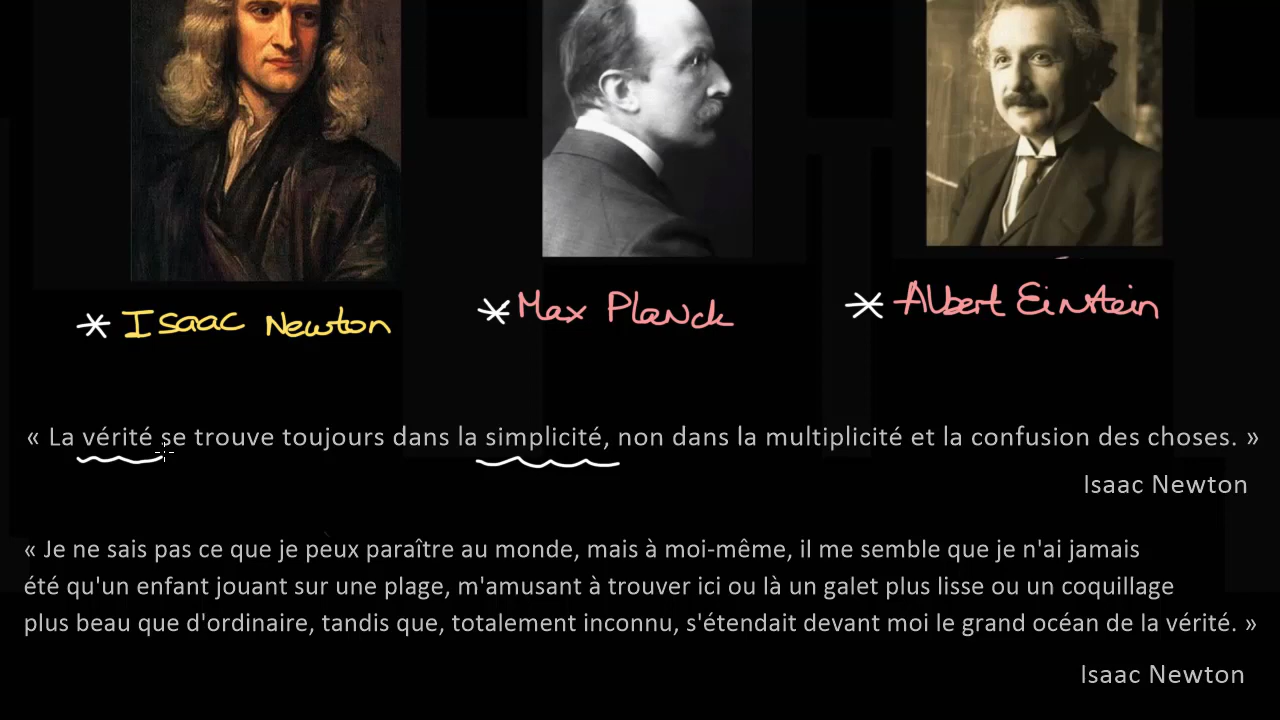 * Isaac Newton
* Max Planck
* Albert Einstein
« La vérité se trouve toujours dans la simplicité, non dans la multiplicité et la confusion des choses. »
Isaac Newton
« Je ne sais pas ce que je peux paraître au monde, mais à moi-même, il me semble que je n'ai jamais
été qu'un enfant jouant sur une plage, m'amusant à trouver ici ou là un galet plus lisse ou un coquillage
plus beau que d'ordinaire, tandis que, totalement inconnu, s'étendait devant moi le grand océan de la vérité. »
Isaac Newton